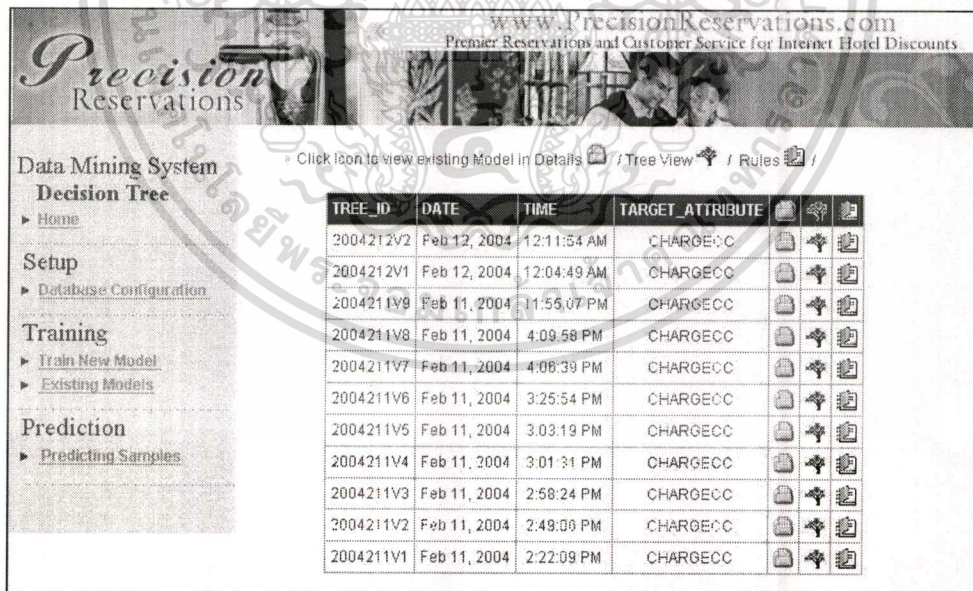 www.PrecisionReservations.com
Premier Reservations and Customer Service for Internet Hotel Discounts
Precision
Reservations
Data Mining System
Decision Tree
► Home
Setup
► Database Configuration
Training
► Train New Model
► Existing Models
Prediction
► Predicting Samples
» Click Icon to view existing Model in Details / Tree View / Rules /
TREE_ID DATE TIME TARGET_ATTRIBUTE
2004212V2 Feb 12, 2004 12:11:54 AM CHARGECC
2004212V1 Feb 12, 2004 12:04:49 AM CHARGECC
2004211V9 Feb 11, 2004 11:55:07 PM CHARGECC
2004211V8 Feb 11, 2004 4:09:58 PM CHARGECC
2004211V7 Feb 11, 2004 4:08:39 PM CHARGECC
2004211V6 Feb 11, 2004 3:25:54 PM CHARGECC
2004211V5 Feb 11, 2004 3:03:19 PM CHARGECC
2004211V4 Feb 11, 2004 3:01:31 PM CHARGECC
2004211V3 Feb 11, 2004 2:58:24 PM CHARGECC
2004211V2 Feb 11, 2004 2:49:00 PM CHARGECC
2004211V1 Feb 11, 2004 2:22:09 PM CHARGECC